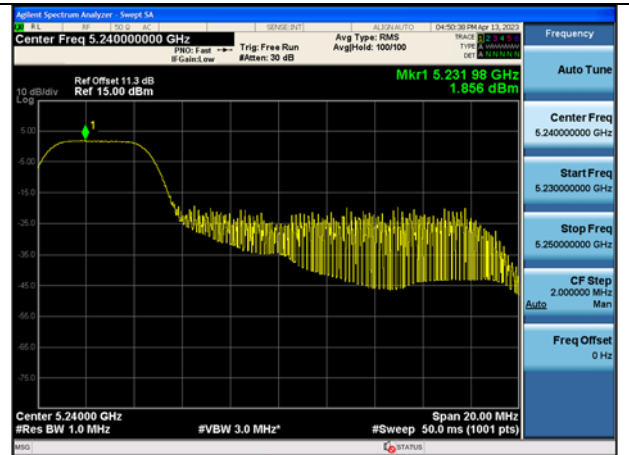 Agilent Spectrum Analyzer - Swept SA
RL RF 50 Ω AC SENSE:INT ALIGN AUTO 04:50:38 PM Apr 13, 2023
Center Freq 5.240000000 GHz
PNO: Fast
IFGain:Low
Trig: Free Run
#Atten: 30 dB
Avg Type: RMS
Avg|Hold: 100/100
TRACE 1 2 3 4 5 6
TYPE A WWWWW
DET A N N N N N
Frequency
Auto Tune
Center Freq
5.240000000 GHz
Start Freq
5.230000000 GHz
Stop Freq
5.250000000 GHz
CF Step
2.000000 MHz
Auto Man
Freq Offset
0 Hz
Mkr1 5.231 98 GHz
1.856 dBm
Ref Offset 11.3 dB
10 dB/div Ref 15.00 dBm
Log
1
5.00
-5.00
-15.0
-25.0
-35.0
-45.0
-55.0
-65.0
-75.0
Center 5.24000 GHz Span 20.00 MHz
#Res BW 1.0 MHz #VBW 3.0 MHz* #Sweep 50.0 ms (1001 pts)
MSG STATUS